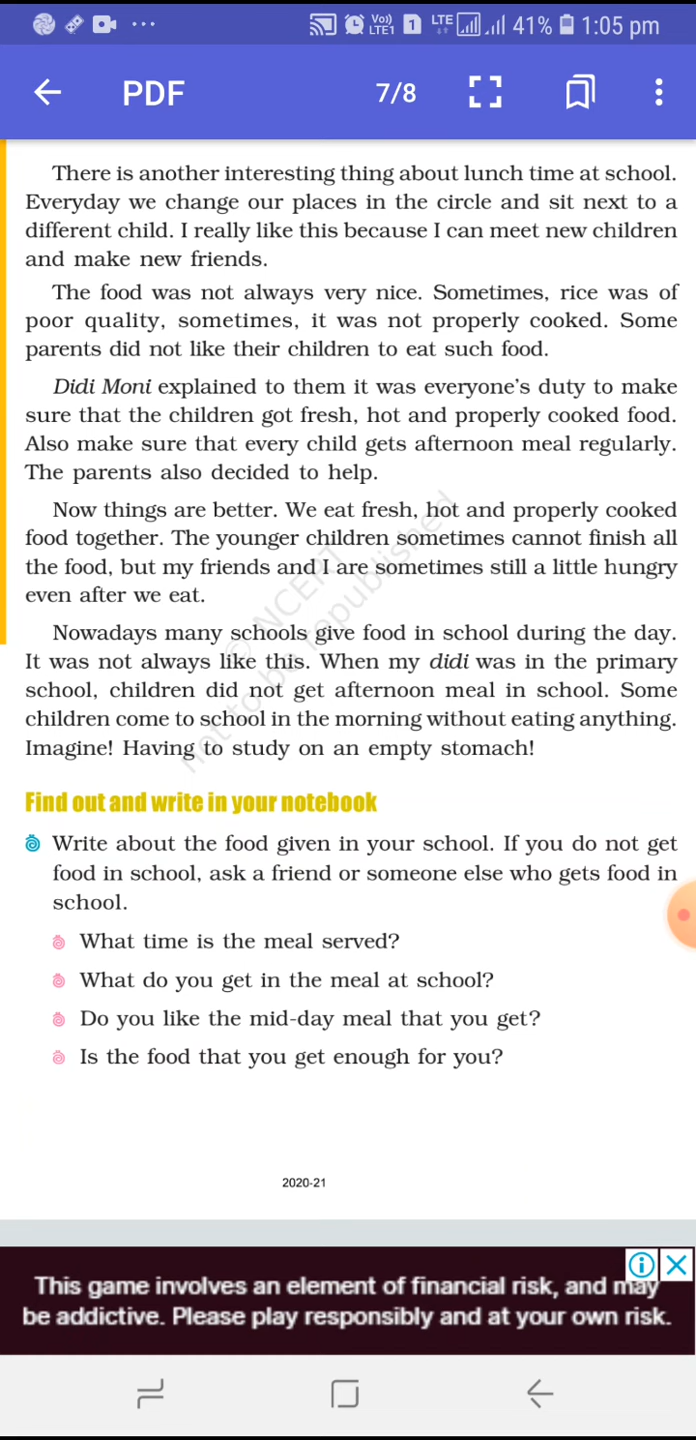 Voi) LTE1 1 LTE 41% 1:05 pm
PDF 7/8
There is another interesting thing about lunch time at school.
Everyday we change our places in the circle and sit next to a
different child. I really like this because I can meet new children
and make new friends.
The food was not always very nice. Sometimes, rice was of
poor quality, sometimes, it was not properly cooked. Some
parents did not like their children to eat such food.
Didi Moni explained to them it was everyone's duty to make
sure that the children got fresh, hot and properly cooked food.
Also make sure that every child gets afternoon meal regularly.
The parents also decided to help.
Now things are better. We eat fresh, hot and properly cooked
food together. The younger children sometimes cannot finish all
the food, but my friends and I are sometimes still a little hungry
even after we eat.
Nowadays many schools give food in school during the day.
It was not always like this. When my didi was in the primary
school, children did not get afternoon meal in school. Some
children come to school in the morning without eating anything.
Imagine! Having to study on an empty stomach!
© NCERT
not to be republished
Find out and write in your notebook
Write about the food given in your school. If you do not get
food in school, ask a friend or someone else who gets food in
school.
What time is the meal served?
What do you get in the meal at school?
Do you like the mid-day meal that you get?
Is the food that you get enough for you?
2020-21
This game involves an element of financial risk, and may
be addictive. Please play responsibly and at your own risk.